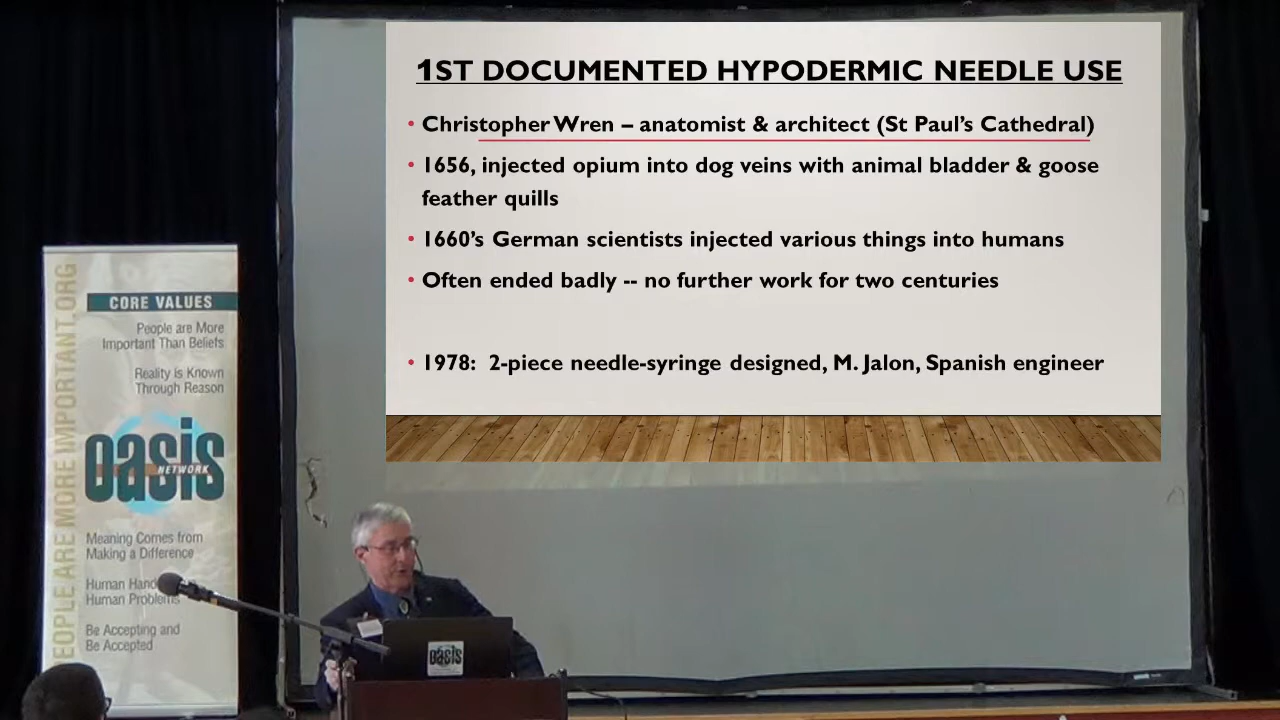 1ST DOCUMENTED HYPODERMIC NEEDLE USE
• Christopher Wren – anatomist & architect (St Paul's Cathedral)
• 1656, injected opium into dog veins with animal bladder & goose
feather quills
• 1660's German scientists injected various things into humans
• Often ended badly -- no further work for two centuries
• 1978: 2-piece needle-syringe designed, M. Jalon, Spanish engineer
EOPLE ARE MORE IMPORTANT.ORG
CORE VALUES
People are More
Important Than Beliefs
Reality is Known
Through Reason
oasis
NETWORK
Meaning Comes from
Making a Difference
Human Hand
Human Problems
Be Accepting and
Be Accepted
oasis